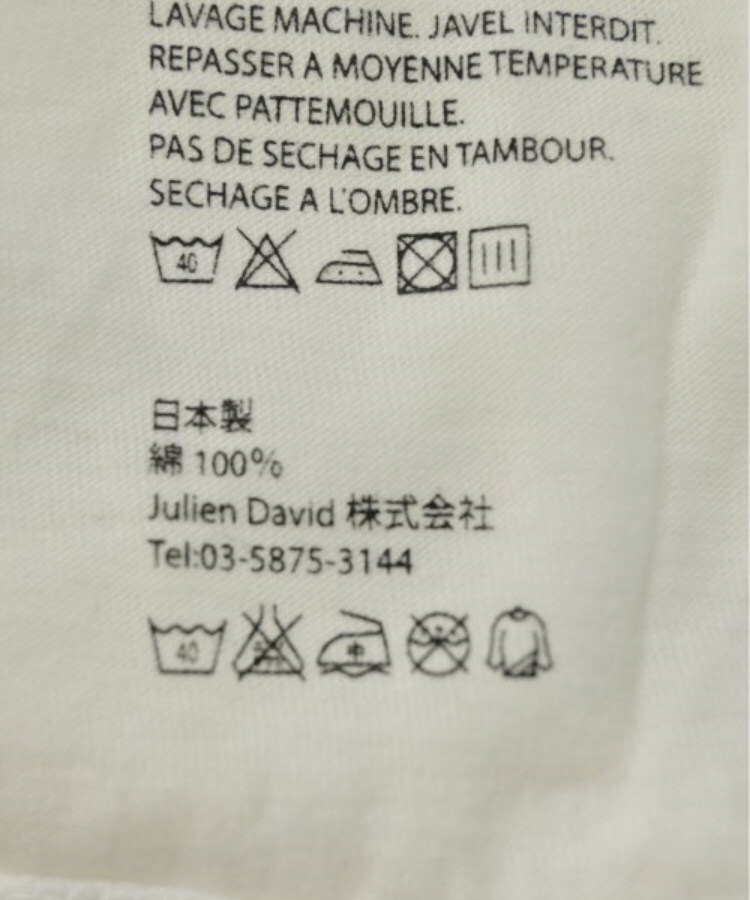 LAVAGE MACHINE. JAVEL INTERDIT.
REPASSER A MOYENNE TEMPERATURE
AVEC PATTEMOUILLE.
PAS DE SECHAGE EN TAMBOUR.
SECHAGE A L'OMBRE.
40
日本製
綿 100%
Julien David 株式会社
Tel:03-5875-3144
40 中